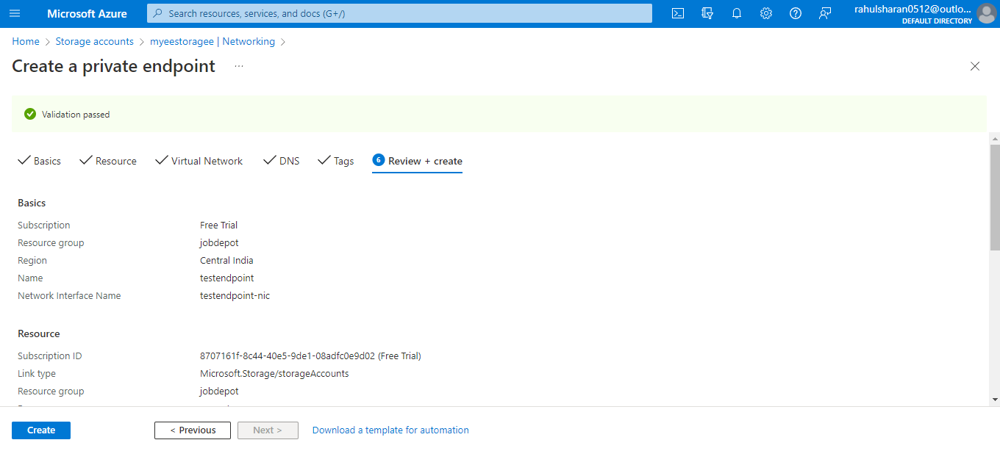 Microsoft Azure
Search resources, services, and docs (G+/)
rahulsharan0512@outlo...
DEFAULT DIRECTORY
Home > Storage accounts > myeestoragee | Networking >
Create a private endpoint ...
Validation passed
Basics Resource Virtual Network DNS Tags 6 Review + create
Basics
Subscription Free Trial
Resource group jobdepot
Region Central India
Name testendpoint
Network Interface Name testendpoint-nic
Resource
Subscription ID 8707161f-8c44-40e5-9de1-08adfc0e9d02 (Free Trial)
Link type Microsoft.Storage/storageAccounts
Resource group jobdepot
Create < Previous Next > Download a template for automation